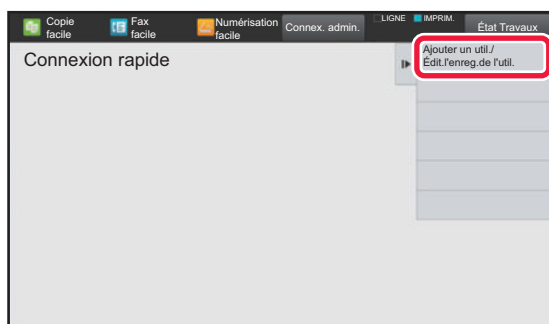 Copie
facile
Fax
facile
Numérisation
facile
Connex. admin.
LIGNE
IMPRIM.
État Travaux
Connexion rapide
Ajouter un util./
Édit.l'enreg.de l'util.